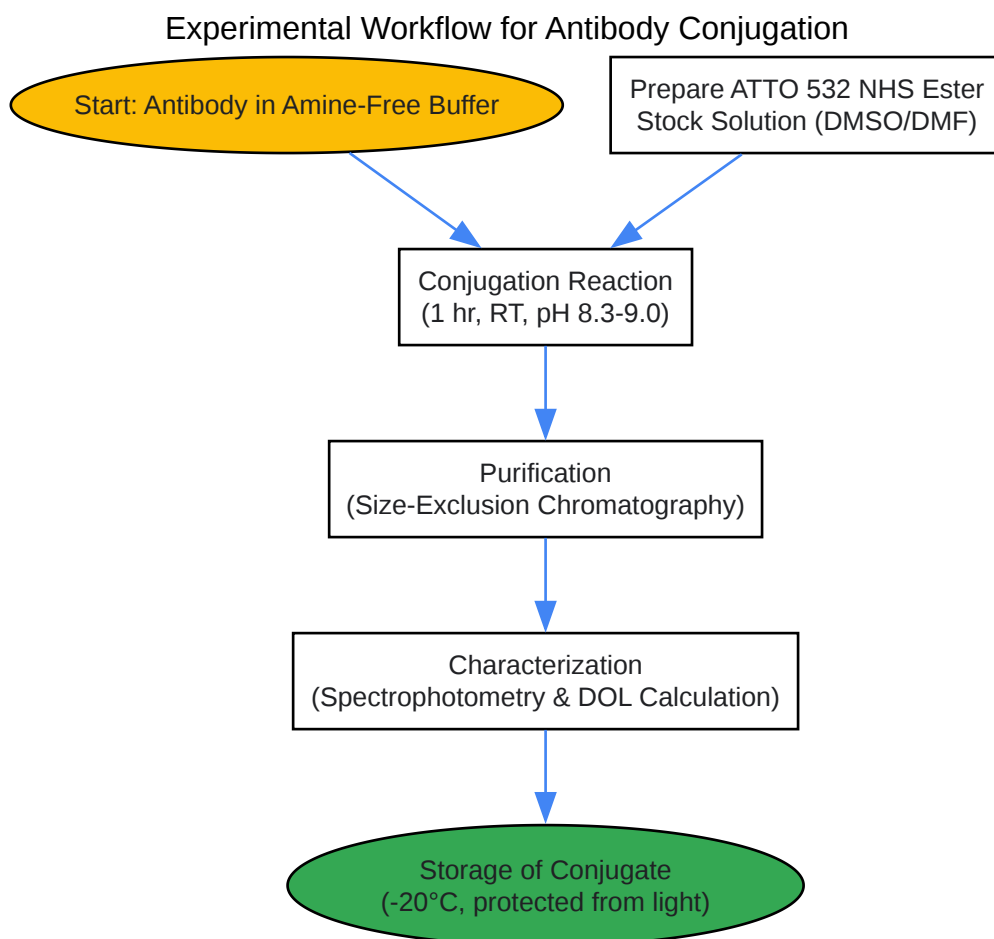 Experimental Workflow for Antibody Conjugation
Start: Antibody in Amine-Free Buffer
Prepare ATTO 532 NHS Ester
Stock Solution (DMSO/DMF)
Conjugation Reaction
(1 hr, RT, pH 8.3-9.0)
Purification
(Size-Exclusion Chromatography)
Characterization
(Spectrophotometry & DOL Calculation)
Storage of Conjugate
(-20°C, protected from light)